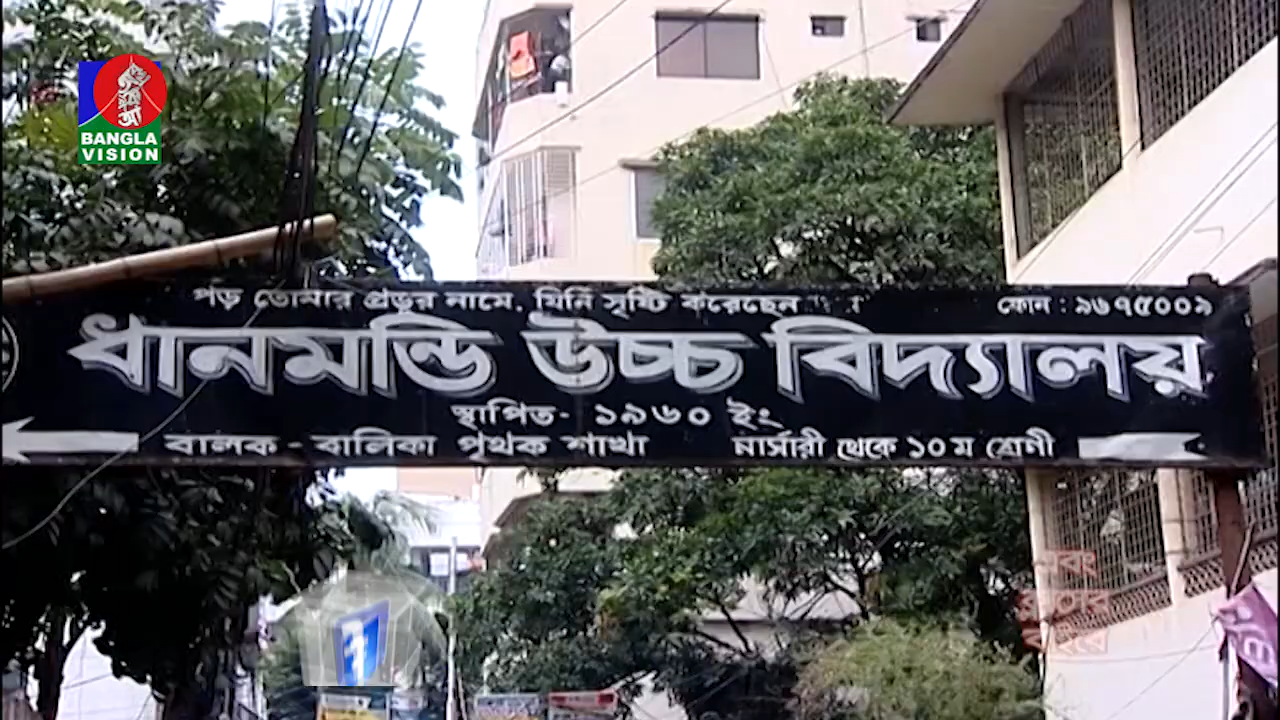 BANGLA
VISION
পড় তোমার প্রভুর নামে, যিনি সৃষ্টি করেছেন
ফোন : ৯৬৭৫০০৯
ধানমন্ডি উচ্চ বিদ্যালয়
স্থাপিত- ১৯৬০ ইং
বালক - বালিকা পৃথক শাখা
নার্সারী থেকে ১০ম শ্রেণী